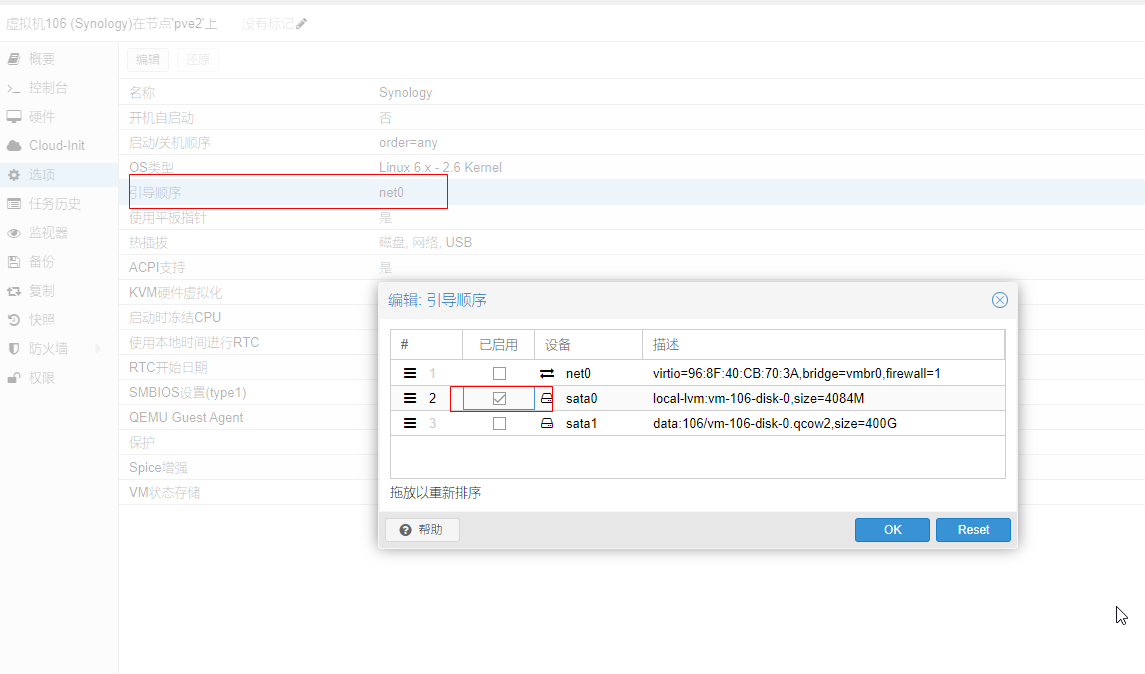 虚拟机106 (Synology)在节点'pve2'上 没有标记
概要
控制台
硬件
Cloud-Init
选项
任务历史
监视器
备份
复制
快照
防火墙
权限
编辑 还原
名称 Synology
开机自启动 否
启动/关机顺序 order=any
OS类型 Linux 6.x - 2.6 Kernel
引导顺序 net0
使用平板指针 是
热插拔 磁盘, 网络, USB
ACPI支持 是
KVM硬件虚拟化
启动时冻结CPU
使用本地时间进行RTC
RTC开始日期
SMBIOS设置(type1)
QEMU Guest Agent
保护
Spice增强
VM状态存储
编辑: 引导顺序
# 已启用 设备 描述
1 net0 virtio=96:8F:40:CB:70:3A,bridge=vmbr0,firewall=1
2 sata0 local-lvm:vm-106-disk-0,size=4084M
3 sata1 data:106/vm-106-disk-0.qcow2,size=400G
拖放以重新排序
帮助 OK Reset